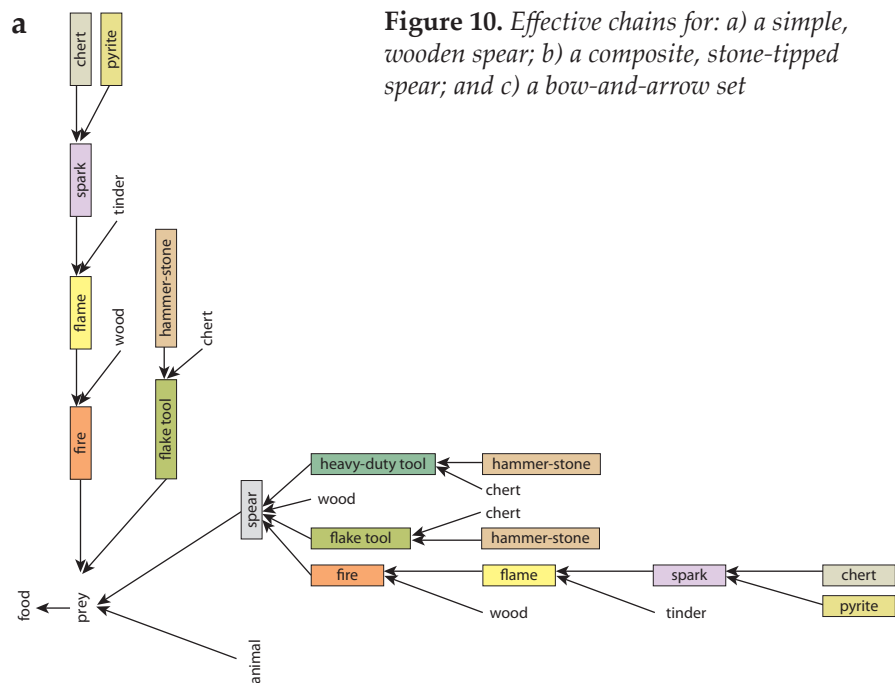 a
Figure 10. Effective chains for: a) a simple,
wooden spear; b) a composite, stone-tipped
spear; and c) a bow-and-arrow set
chert
pyrite
spark
tinder
flame
hammer-stone
wood
chert
fire
flake tool
heavy-duty tool
hammer-stone
chert
wood
spear
chert
flake tool
hammer-stone
fire
flame
spark
chert
wood
tinder
pyrite
food
prey
animal